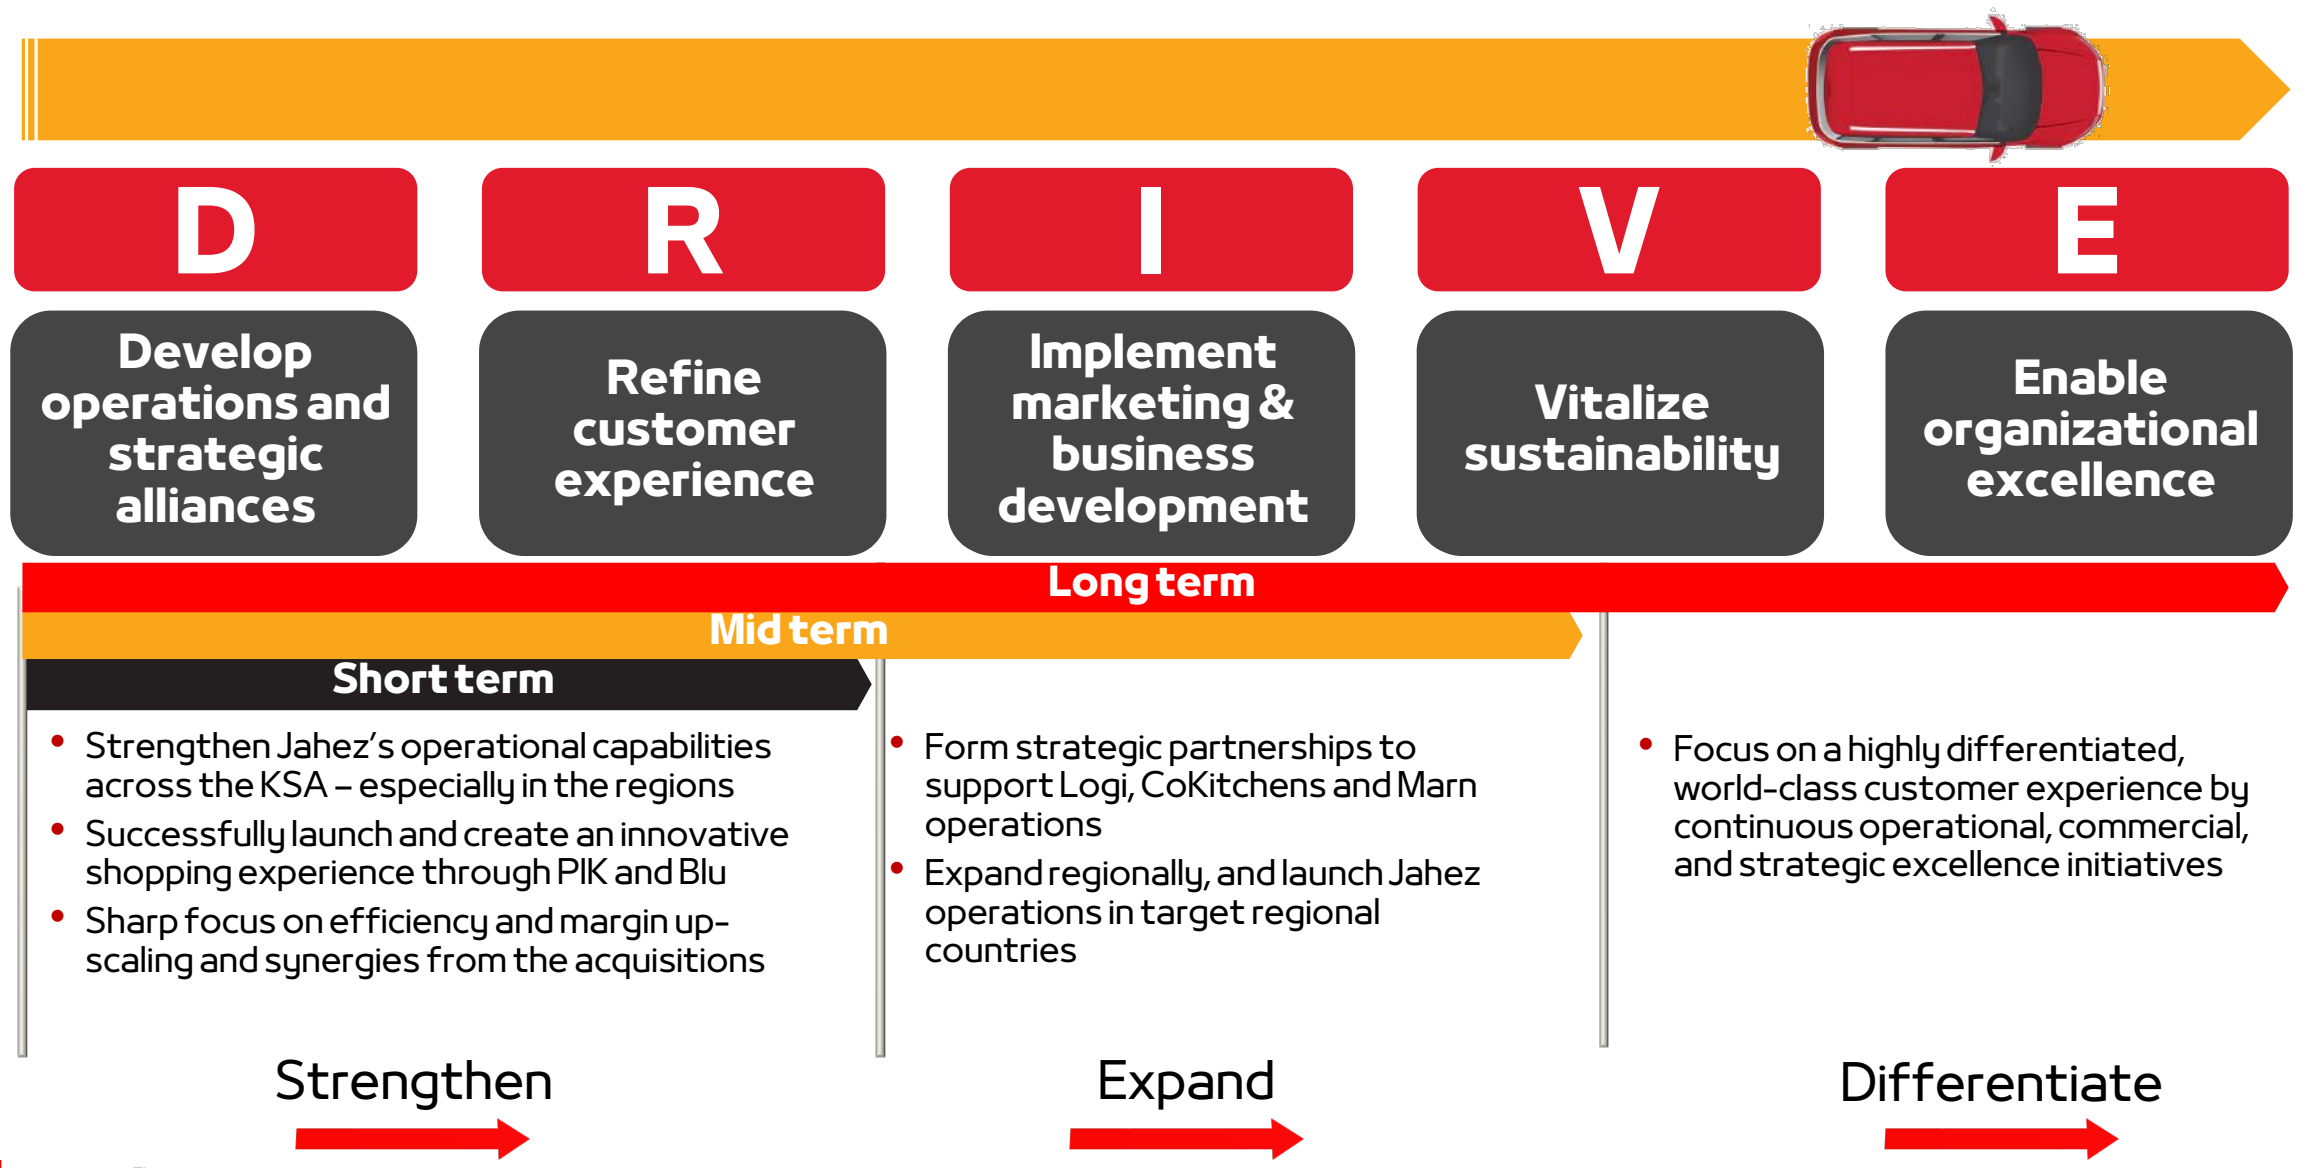 D
R
I
V
E
Develop
operations and
strategic
alliances
Refine
customer
experience
Implement
marketing &
business
development
Vitalize
sustainability
Enable
organizational
excellence
Long term
Mid term
Short term
• Strengthen Jahez’s operational capabilities
across the KSA – especially in the regions
• Successfully launch and create an innovative
shopping experience through PIK and Blu
• Sharp focus on efficiency and margin up-
scaling and synergies from the acquisitions
• Form strategic partnerships to
support Logi, CoKitchens and Marn
operations
• Expand regionally, and launch Jahez
operations in target regional
countries
• Focus on a highly differentiated,
world-class customer experience by
continuous operational, commercial,
and strategic excellence initiatives
Strengthen
Expand
Differentiate